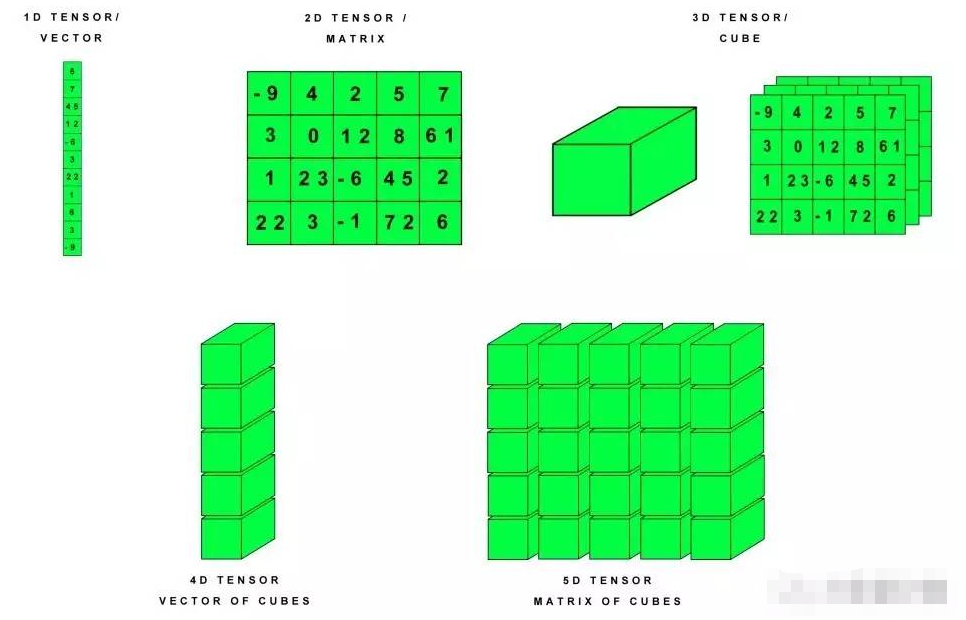 1D TENSOR/
VECTOR
6
7
45
12
-6
3
22
1
6
3
-9
2D TENSOR /
MATRIX
-9 4 2 5 7
3 0 12 8 61
1 23 -6 45 2
22 3 -1 72 6
3D TENSOR/
CUBE
-9 4 2 5 7
3 0 12 8 61
1 23 -6 45 2
22 3 -1 72 6
4D TENSOR
VECTOR OF CUBES
5D TENSOR
MATRIX OF CUBES